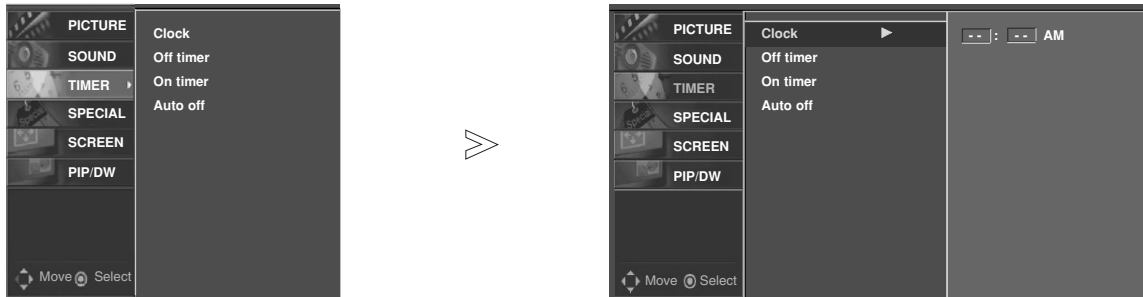 PICTURE
SOUND
TIMER
SPECIAL
SCREEN
PIP/DW
Move Select
Clock
Off timer
On timer
Auto off
PICTURE
SOUND
TIMER
SPECIAL
SCREEN
PIP/DW
Move Select
Clock ►
Off timer
On timer
Auto off
- - : - - AM